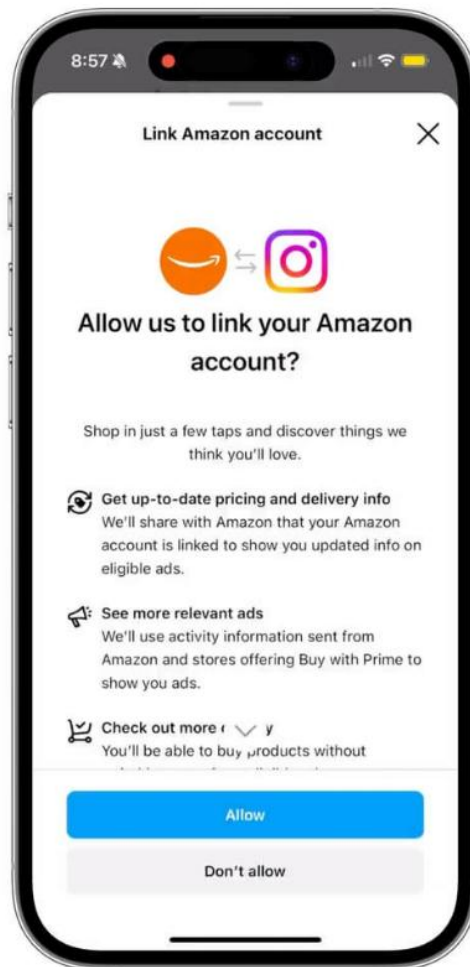 8:57
Link Amazon account
Allow us to link your Amazon
account?
Shop in just a few taps and discover things we
think you'll love.
Get up-to-date pricing and delivery info
We'll share with Amazon that your Amazon
account is linked to show you updated info on
eligible ads.
See more relevant ads
We'll use activity information sent from
Amazon and stores offering Buy with Prime to
show you ads.
Check out more
You'll be able to buy products without
Allow
Don't allow